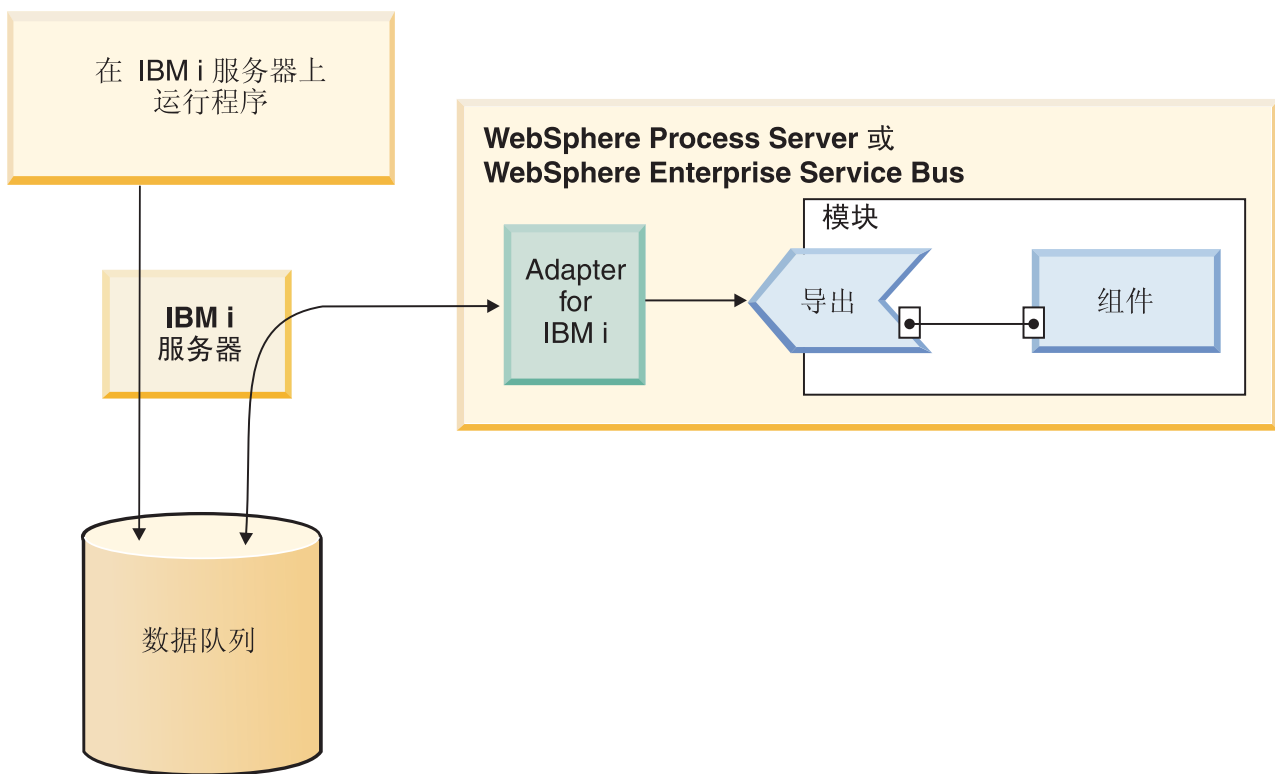 在 IBM i 服务器上
运行程序
WebSphere Process Server 或
WebSphere Enterprise Service Bus
模块
Adapter
for
IBM i
导出
组件
IBM i
服务器
数据队列